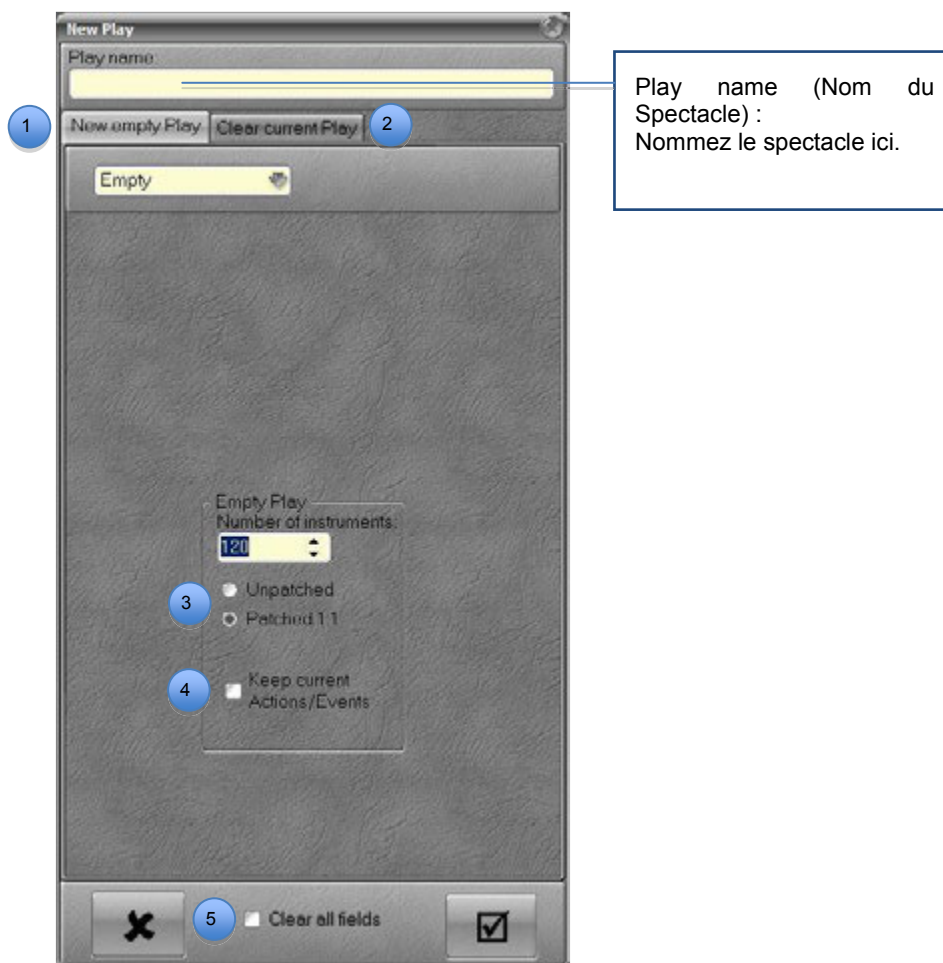 New Play
Play name:
Play name (Nom du
Spectacle) :
Nommez le spectacle ici.
1
New empty Play
Clear current Play
2
Empty
Empty Play
Number of instruments:
120
3
Unpatched
Patched 1:1
4
Keep current
Actions/Events
5
Clear all fields